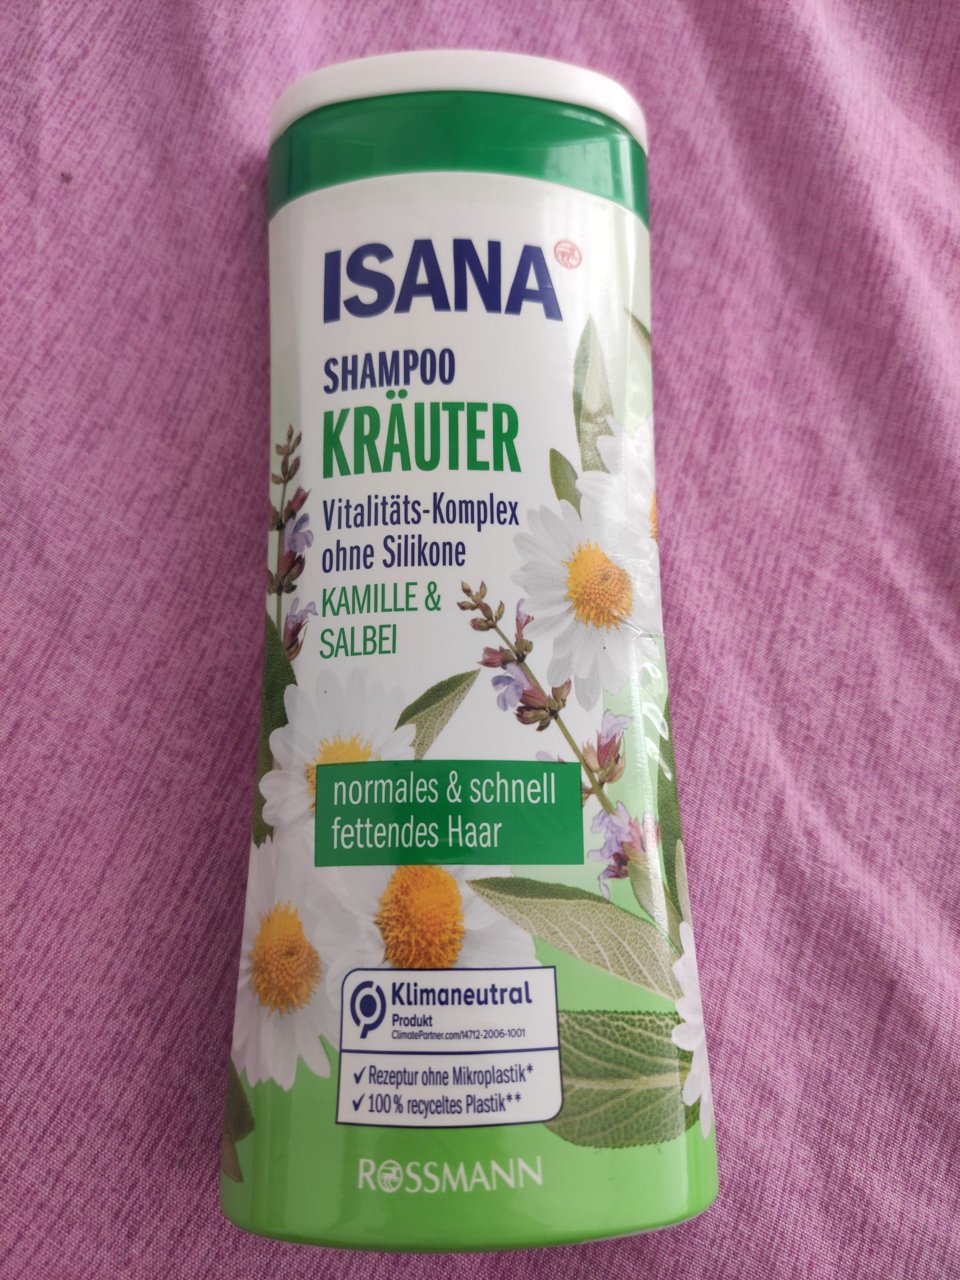 ISANA
SHAMPOO
KRÄUTER
Vitalitäts-Komplex
ohne Silikone
KAMILLE &
SALBEI
normales & schnell
fettendes Haar
Klimaneutral
Produkt
ClimatePartner.com/14712-2006-1001
✓ Rezeptur ohne Mikroplastik*
✓ 100% recyceltes Plastik**
ROSSMANN